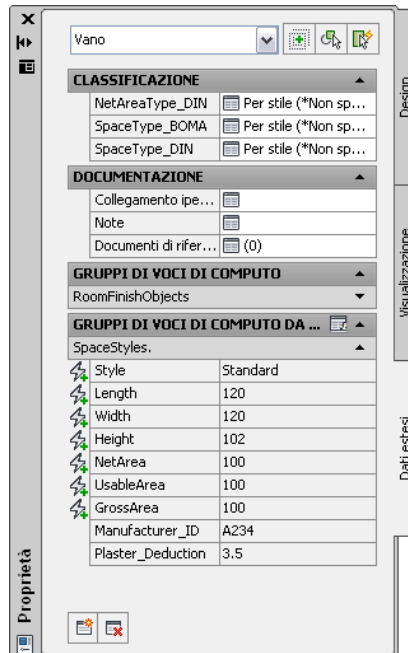 Vano
CLASSIFICAZIONE
NetAreaType_DIN Per stile (*Non sp...
SpaceType_BOMA Per stile (*Non sp...
SpaceType_DIN Per stile (*Non sp...
DOCUMENTAZIONE
Collegamento ipe...
Note
Documenti di rifer... (0)
GRUPPI DI VOCI DI COMPUTO
RoomFinishObjects
GRUPPI DI VOCI DI COMPUTO DA ...
SpaceStyles.
Style Standard
Length 120
Width 120
Height 102
NetArea 100
UsableArea 100
GrossArea 100
Manufacturer_ID A234
Plaster_Deduction 3.5
Design
Visualizzazione
Dati estesi
Proprietà